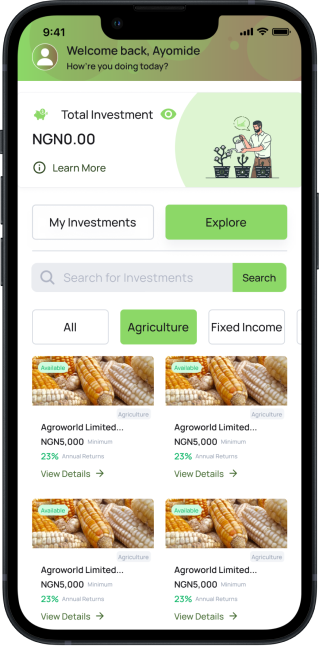 9:41
Welcome back, Ayomide
How're you doing today?
Total Investment
NGN0.00
Learn More
My Investments Explore
Search for Investments Search
All Agriculture Fixed Income
Available Available
Agriculture Agriculture
Agroworld Limited... Agroworld Limited...
NGN5,000 Minimum NGN5,000 Minimum
23% Annual Returns 23% Annual Returns
View Details → View Details →
Available Available
Agriculture Agriculture
Agroworld Limited... Agroworld Limited...
NGN5,000 Minimum NGN5,000 Minimum
23% Annual Returns 23% Annual Returns
View Details → View Details →